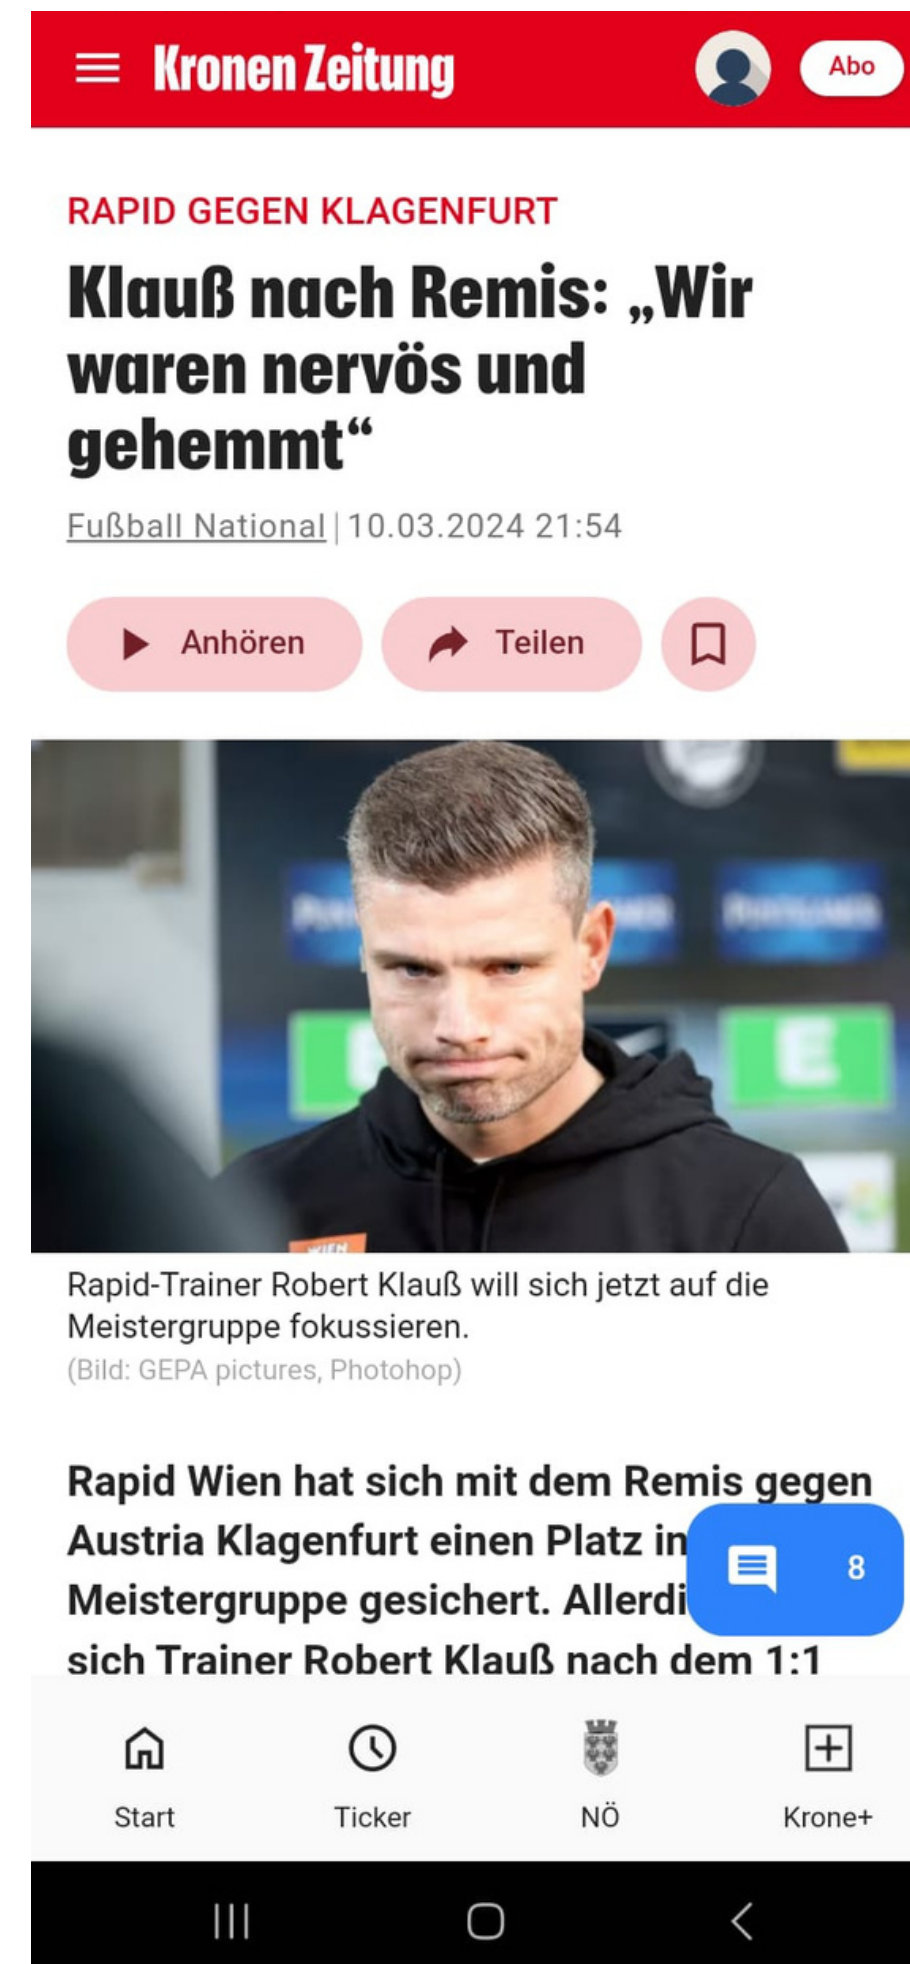 Kronen Zeitung
Abo
RAPID GEGEN KLAGENFURT
Klauß nach Remis: „Wir
waren nervös und
gehemmt“
Fußball National | 10.03.2024 21:54
Anhören
Teilen
E
WIEN
Rapid-Trainer Robert Klauß will sich jetzt auf die
Meistergruppe fokussieren.
(Bild: GEPA pictures, Photohop)
Rapid Wien hat sich mit dem Remis gegen
Austria Klagenfurt einen Platz in
Meistergruppe gesichert. Allerdi
8
sich Trainer Robert Klauß nach dem 1:1
Start
Ticker
NÖ
Krone+